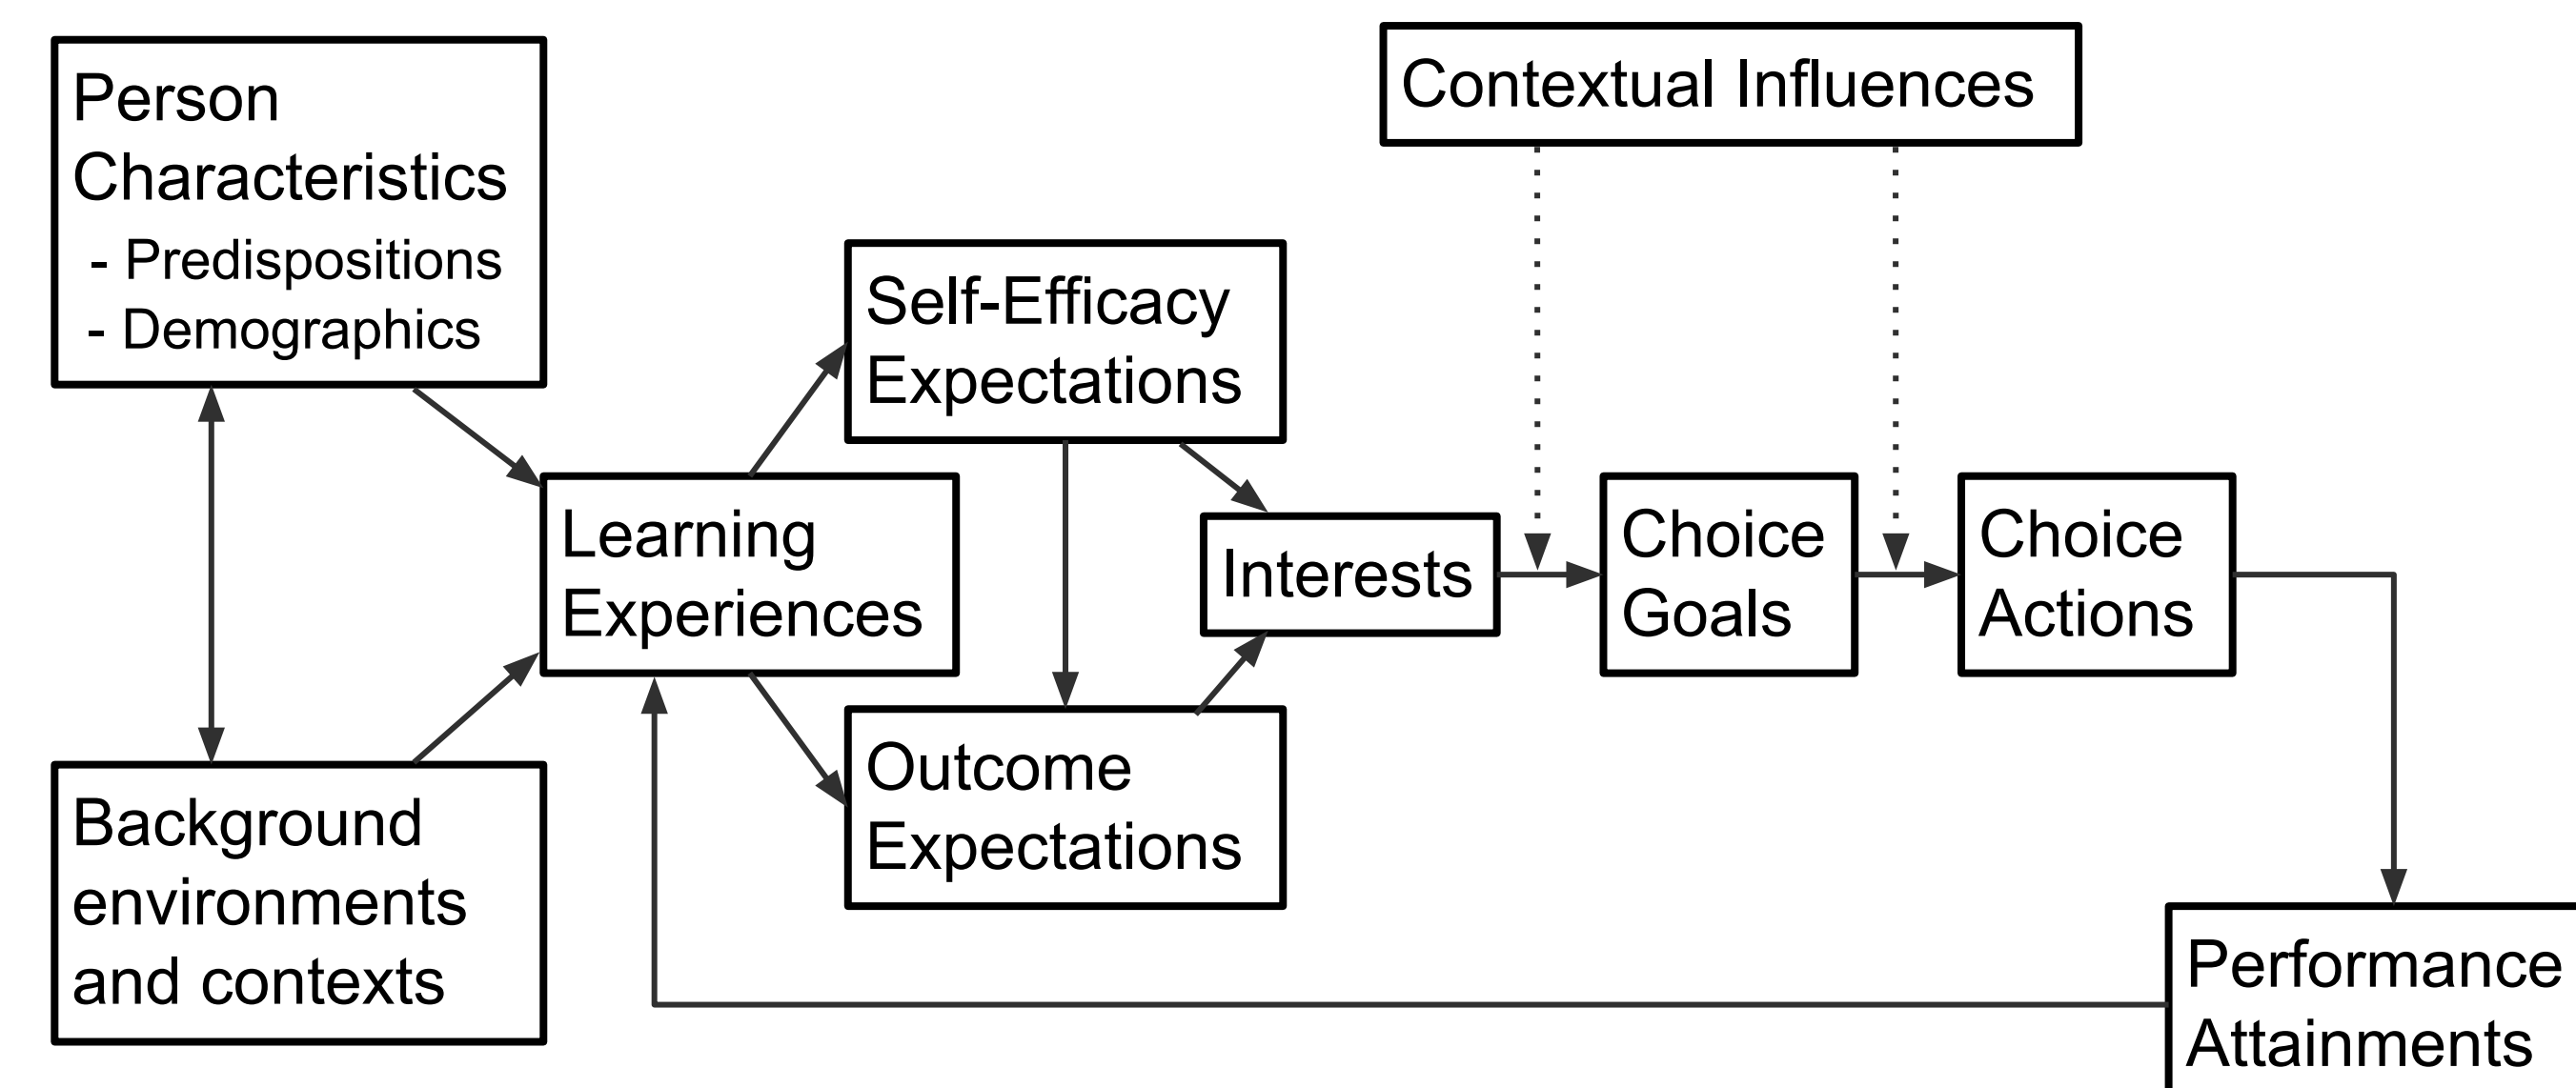 Person
Characteristics
- Predispositions
- Demographics
Contextual Influences
Self-Efficacy
Expectations
Learning
Experiences
Interests
Choice
Goals
Choice
Actions
Outcome
Expectations
Background
environments
and contexts
Performance
Attainments